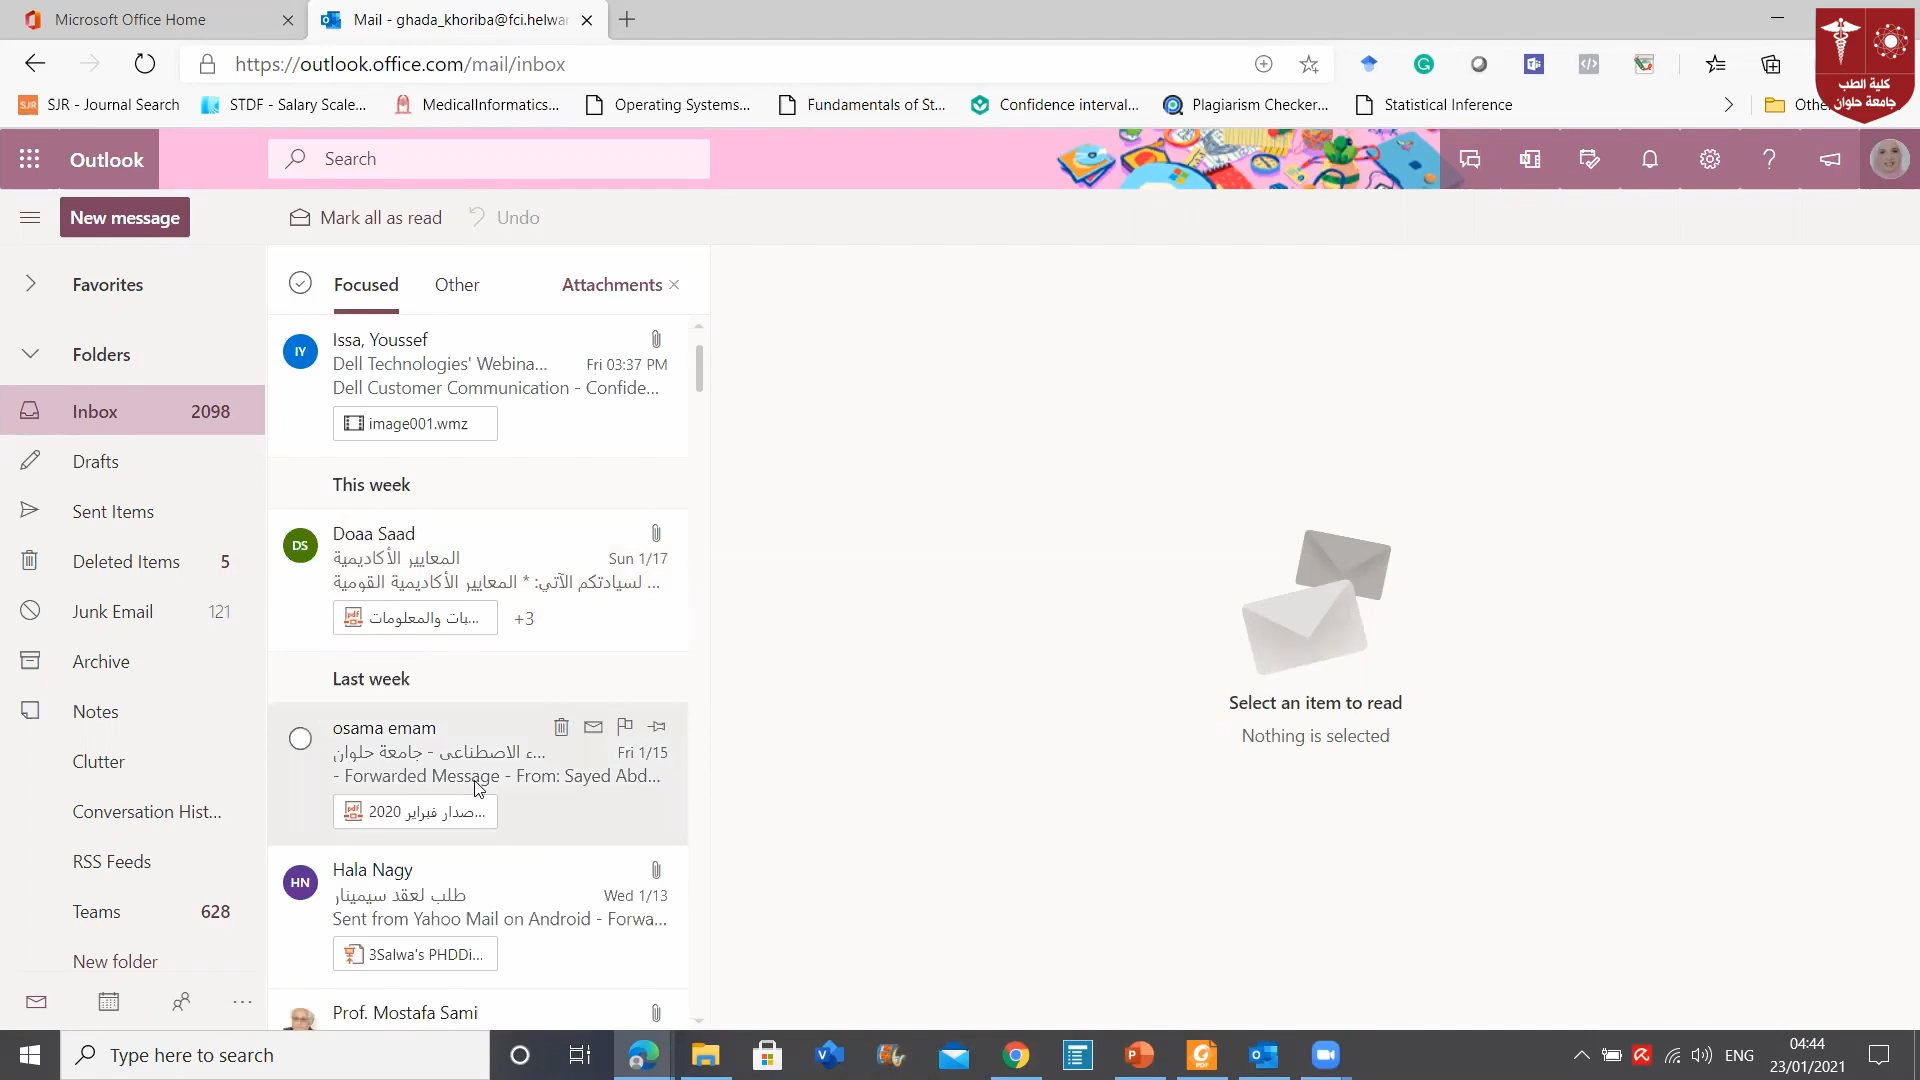 Microsoft Office Home
Mail - ghada_khoriba@fci.helwan
https://outlook.office.com/mail/inbox
SJR - Journal Search
STDF - Salary Scale...
MedicalInformatics...
Operating Systems...
Fundamentals of St...
Confidence interval...
Plagiarism Checker...
Statistical Inference
Othe
كلية الطب
جامعة حلوان
Outlook
Search
New message
Mark all as read
Undo
Favorites
Folders
Inbox 2098
Drafts
Sent Items
Deleted Items 5
Junk Email 121
Archive
Notes
Clutter
Conversation Hist...
RSS Feeds
Teams 628
New folder
Focused
Other
Attachments
IY
Issa, Youssef
Dell Technologies' Webina... Fri 03:37 PM
Dell Customer Communication - Confide...
image001.wmz
This week
DS
Doaa Saad
المعايير الأكاديمية Sun 1/17
لسيادتكم الآتي: * المعايير الأكاديمية القومية ...
بات والمعلومات... +3
Last week
osama emam
ء الاصطناعى - جامعة حلوان... Fri 1/15
- Forwarded Message - From: Sayed Abd...
صدار فبراير 2020...
HN
Hala Nagy
طلب لعقد سيمينار Wed 1/13
Sent from Yahoo Mail on Android - Forwa...
3Salwa's PHDDi...
Prof. Mostafa Sami
Select an item to read
Nothing is selected
Type here to search
ENG
04:44
23/01/2021